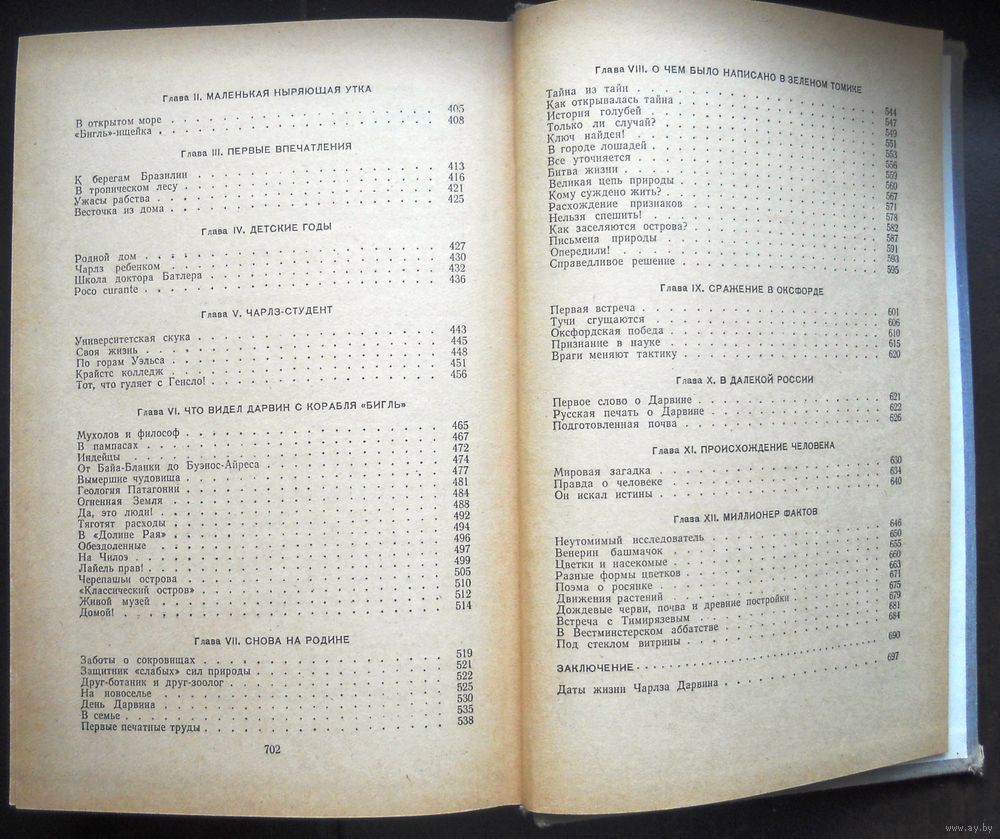 Глава II. МАЛЕНЬКАЯ НЫРЯЮЩАЯ УТКА
В открытом море 405
«Бигль»-ищейка 408
Глава III. ПЕРВЫЕ ВПЕЧАТЛЕНИЯ
К берегам Бразилии 413
В тропическом лесу 416
Ужасы рабства 421
Весточка из дома 425
Глава IV. ДЕТСКИЕ ГОДЫ
Родной дом 427
Чарлз ребенком 430
Школа доктора Батлера 432
Poco curante 436
Глава V. ЧАРЛЗ-СТУДЕНТ
Университетская скука 443
Своя жизнь 445
По горам Уэльса 448
Крайстс колледж 451
Тот, что гуляет с Генсло! 456
Глава VI. ЧТО ВИДЕЛ ДАРВИН С КОРАБЛЯ «БИГЛЬ»
Мухолов и философ 465
В пампасах 467
Индейцы 472
От Байа-Бланки до Буэнос-Айреса 474
Вымершие чудовища 477
Геология Патагонии 481
Огненная Земля 484
Да, это люди! 488
Тяготят расходы 492
В «Долине Рая» 494
Обездоленные 496
На Чилоэ 497
Лайель прав! 499
Черепашьи острова 505
«Классический остров» 510
Живой музей 512
Домой! 514
Глава VII. СНОВА НА РОДИНЕ
Заботы о сокровищах 519
Защитник «слабых» сил природы 521
Друг-ботаник и друг-зоолог 522
На новоселье 525
День Дарвина 530
В семье 535
Первые печатные труды 538
702
Глава VIII. О ЧЕМ БЫЛО НАПИСАНО В ЗЕЛЕНОМ ТОМИКЕ
Тайна из тайн 544
Как открывалась тайна 547
История голубей 549
Только ли случай? 551
Ключ найден! 553
В городе лошадей 556
Все уточняется 559
Битва жизни 560
Великая цепь природы 567
Кому суждено жить? 571
Расхождение признаков 578
Нельзя спешить! 582
Как заселяются острова? 587
Письмена природы 591
Опередили! 593
Справедливое решение 595
Глава IX. СРАЖЕНИЕ В ОКСФОРДЕ
Первая встреча 601
Тучи сгущаются 606
Оксфордская победа 610
Признание в науке 615
Враги меняют тактику 620
Глава X. В ДАЛЕКОЙ РОССИИ
Первое слово о Дарвине 621
Русская печать о Дарвине 622
Подготовленная почва 626
Глава XI. ПРОИСХОЖДЕНИЕ ЧЕЛОВЕКА
Мировая загадка 630
Правда о человеке 634
Он искал истины 640
Глава XII. МИЛЛИОНЕР ФАКТОВ
Неутомимый исследователь 646
Венерин башмачок 650
Цветки и насекомые 655
Разные формы цветков 660
Поэма о росянке 663
Движения растений 671
Дождевые черви, почва и древние постройки 675
Встреча с Тимирязевым 679
В Вестминстерском аббатстве 681
Под стеклом витрины 684
ЗАКЛЮЧЕНИЕ 690
Даты жизни Чарлза Дарвина 697
www.ay.by